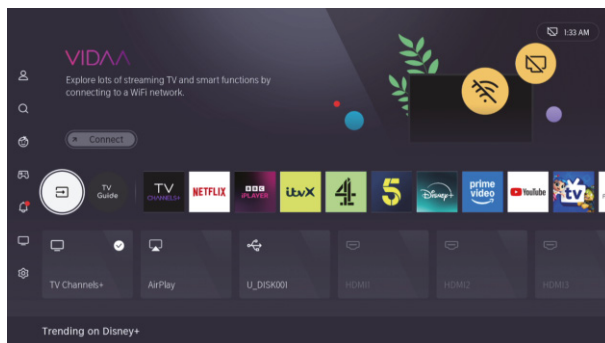 1:33 AM
VIDAA
Explore lots of streaming TV and smart functions by
connecting to a WiFi network.
Connect
TV
Guide
TV
CHANNELS+
NETFLIX
BBC
iPLAYER
itvX
4
5
Disney+
prime
video
YouTube
tv
TV Channels+
AirPlay
U_DISK001
HDMI1
HDMI2
HDMI3
Trending on Disney+